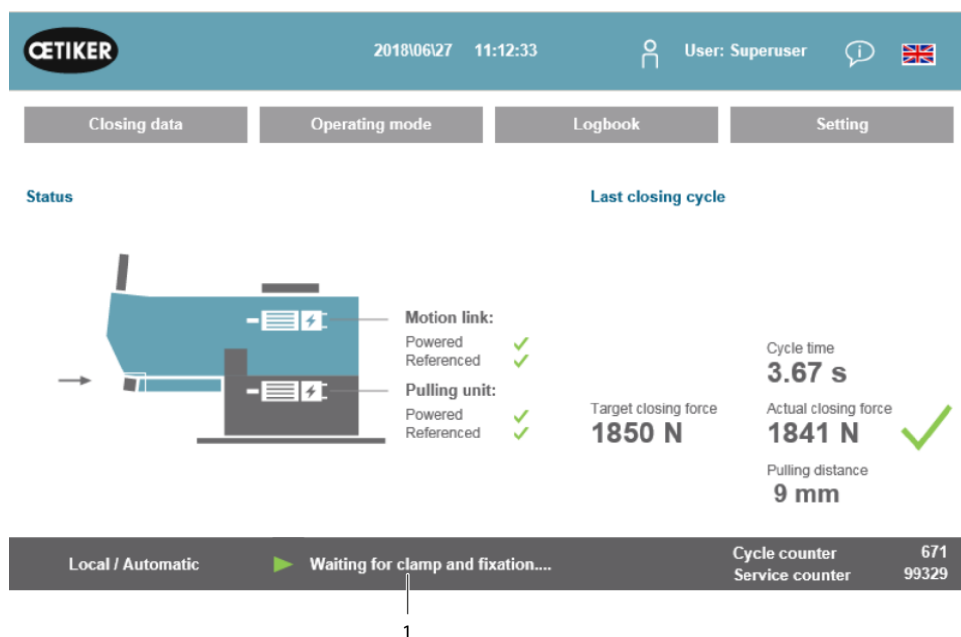 ŒTIKER
2018\06\27 11:12:33
User: Superuser
Closing data
Operating mode
Logbook
Setting
Status
Last closing cycle
Motion link:
Powered
Referenced
Pulling unit:
Powered
Referenced
Cycle time
3.67 s
Target closing force
1850 N
Actual closing force
1841 N
Pulling distance
9 mm
Local / Automatic
Waiting for clamp and fixation....
Cycle counter 671
Service counter 99329
1